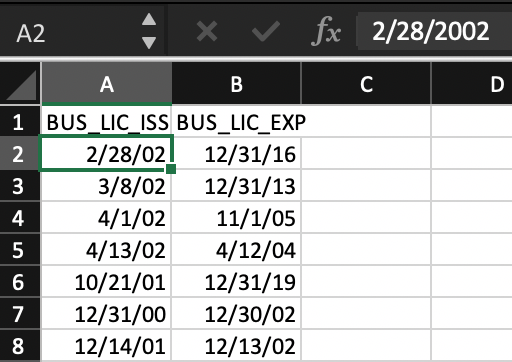 A2 fx 2/28/2002
A B C D
1 BUS_LIC_ISS BUS_LIC_EXP
2 2/28/02 12/31/16
3 3/8/02 12/31/13
4 4/1/02 11/1/05
5 4/13/02 4/12/04
6 10/21/01 12/31/19
7 12/31/00 12/30/02
8 12/14/01 12/13/02